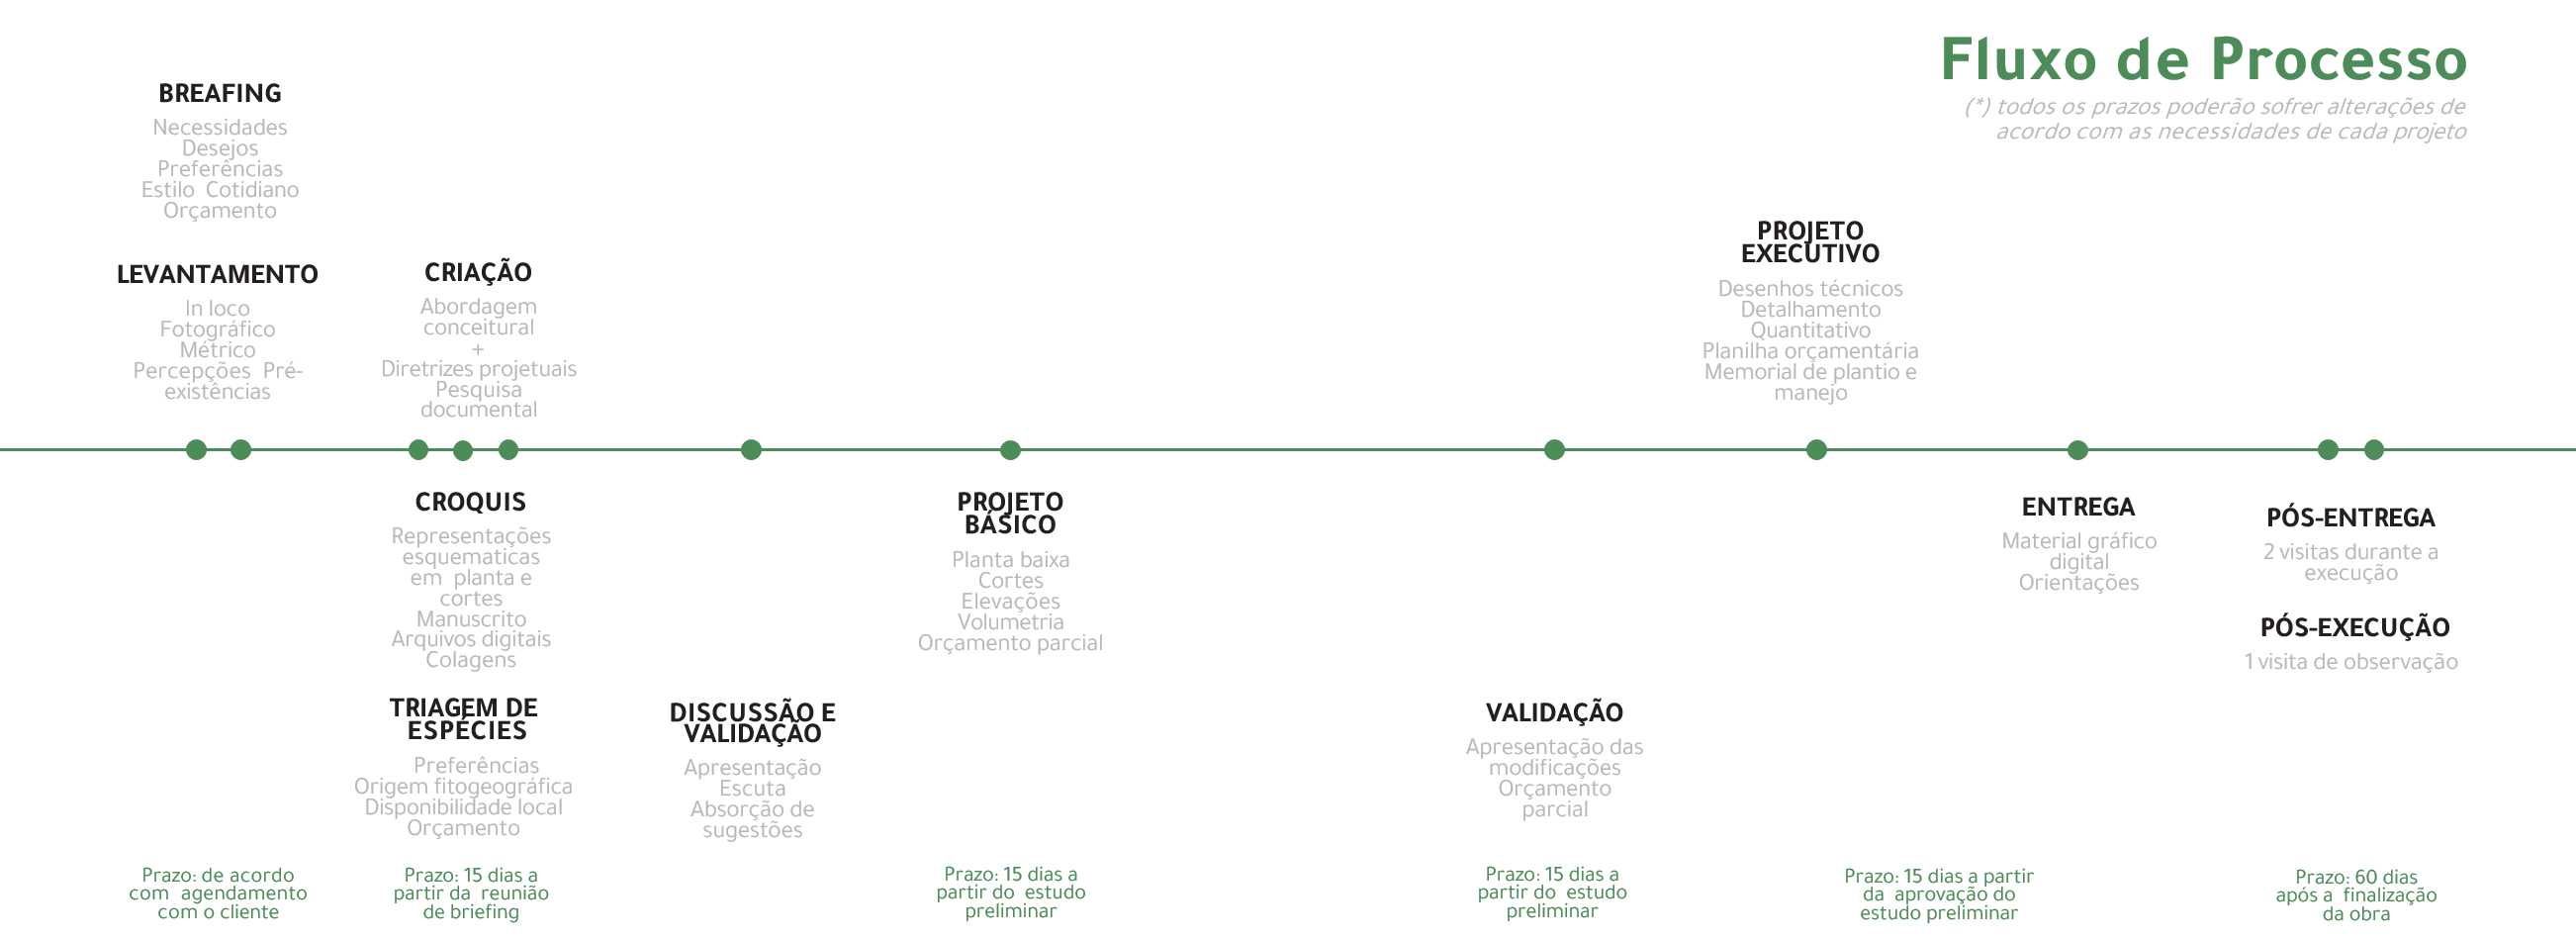 Fluxo de Processo
(*) todos os prazos poderão sofrer alterações de
acordo com as necessidades de cada projeto
BREAFING
Necessidades
Desejos
Preferências
Estilo Cotidiano
Orçamento
LEVANTAMENTO
In loco
Fotográfico
Métrico
Percepções Pré-
existências
CRIAÇÃO
Abordagem
conceitural
+
Diretrizes projetuais
Pesquisa
documental
CROQUIS
Representações
esquematicas
em planta e
cortes
Manuscrito
Arquivos digitais
Colagens
TRIAGEM DE
ESPÉCIES
Preferências
Origem fitogeográfica
Disponibilidade local
Orçamento
DISCUSSÃO E
VALIDAÇÃO
Apresentação
Escuta
Absorção de
sugestões
PROJETO
BÁSICO
Planta baixa
Cortes
Elevações
Volumetria
Orçamento parcial
VALIDAÇÃO
Apresentação das
modificações
Orçamento
parcial
PROJETO
EXECUTIVO
Desenhos técnicos
Detalhamento
Quantitativo
Planilha orçamentária
Memorial de plantio e
manejo
ENTREGA
Material gráfico
digital
Orientações
PÓS-ENTREGA
2 visitas durante a
execução
PÓS-EXECUÇÃO
1 visita de observação
Prazo: de acordo
com agendamento
com o cliente
Prazo: 15 dias a
partir da reunião
de briefing
Prazo: 15 dias a
partir do estudo
preliminar
Prazo: 15 dias a
partir do estudo
preliminar
Prazo: 15 dias a partir
da aprovação do
estudo preliminar
Prazo: 60 dias
após a finalização
da obra